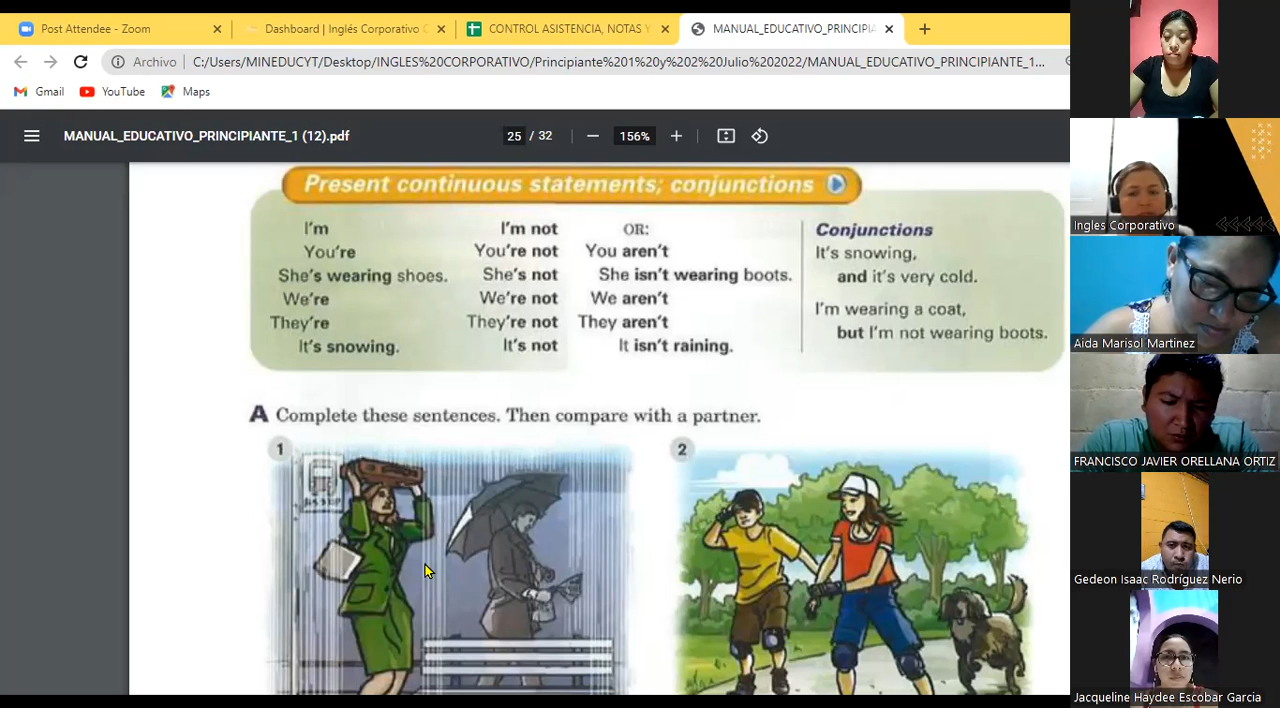 Post Attendee - Zoom
Dashboard | Inglés Corporativo
CONTROL ASISTENCIA, NOTAS Y
MANUAL_EDUCATIVO_PRINCIPIA
Archivo
C:/Users/MINEDUCYT/Desktop/INGLES%20CORPORATIVO/Principiante%201%20y%202%20Julio%202022/MANUAL_EDUCATIVO_PRINCIPIANTE_1...
Gmail
YouTube
Maps
MANUAL_EDUCATIVO_PRINCIPIANTE_1 (12).pdf
25 / 32
156%
Present continuous statements; conjunctions
I'm I'm not OR:
You're You're not You aren't
She's wearing shoes. She's not She isn't wearing boots.
We're We're not We aren't
They're They're not They aren't
It's snowing. It's not It isn't raining.
Conjunctions
It's snowing,
and it's very cold.
I'm wearing a coat,
but I'm not wearing boots.
A Complete these sentences. Then compare with a partner.
1
2
Ingles Corporativo
Aida Marisol Martinez
FRANCISCO JAVIER ORELLANA ORTIZ
Gedeon Isaac Rodríguez Nerio
Jacqueline Haydee Escobar Garcia